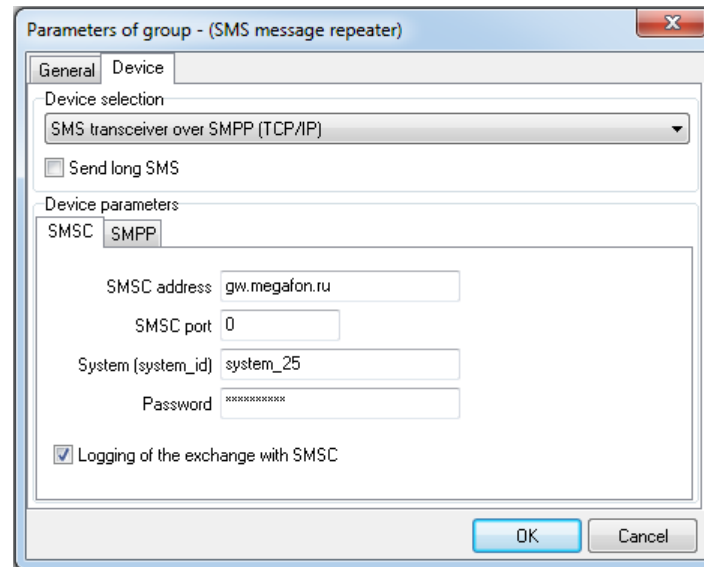 Parameters of group - (SMS message repeater)
General Device
Device selection
SMS transceiver over SMPP (TCP/IP)
Send long SMS
Device parameters
SMSC SMPP
SMSC address gw.megafon.ru
SMSC port 0
System (system_id) system_25
Password **********
Logging of the exchange with SMSC
OK Cancel